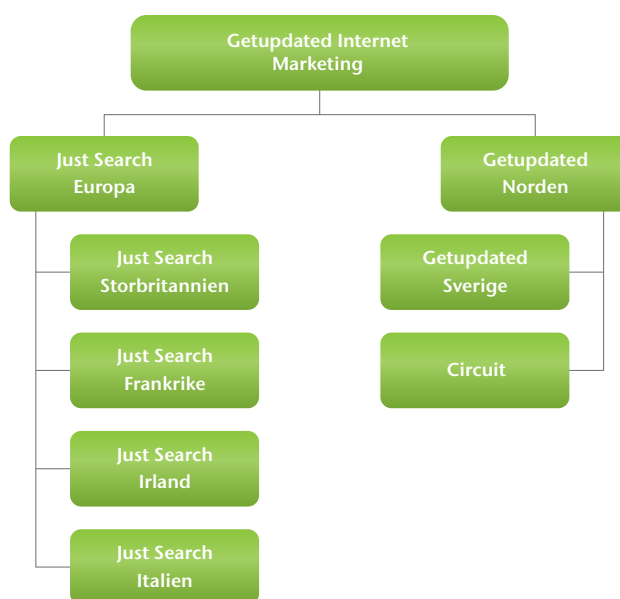 Getupdated Internet
Marketing
Just Search
Europa
Getupdated
Norden
Just Search
Storbritannien
Getupdated
Sverige
Just Search
Frankrike
Circuit
Just Search
Irland
Just Search
Italien